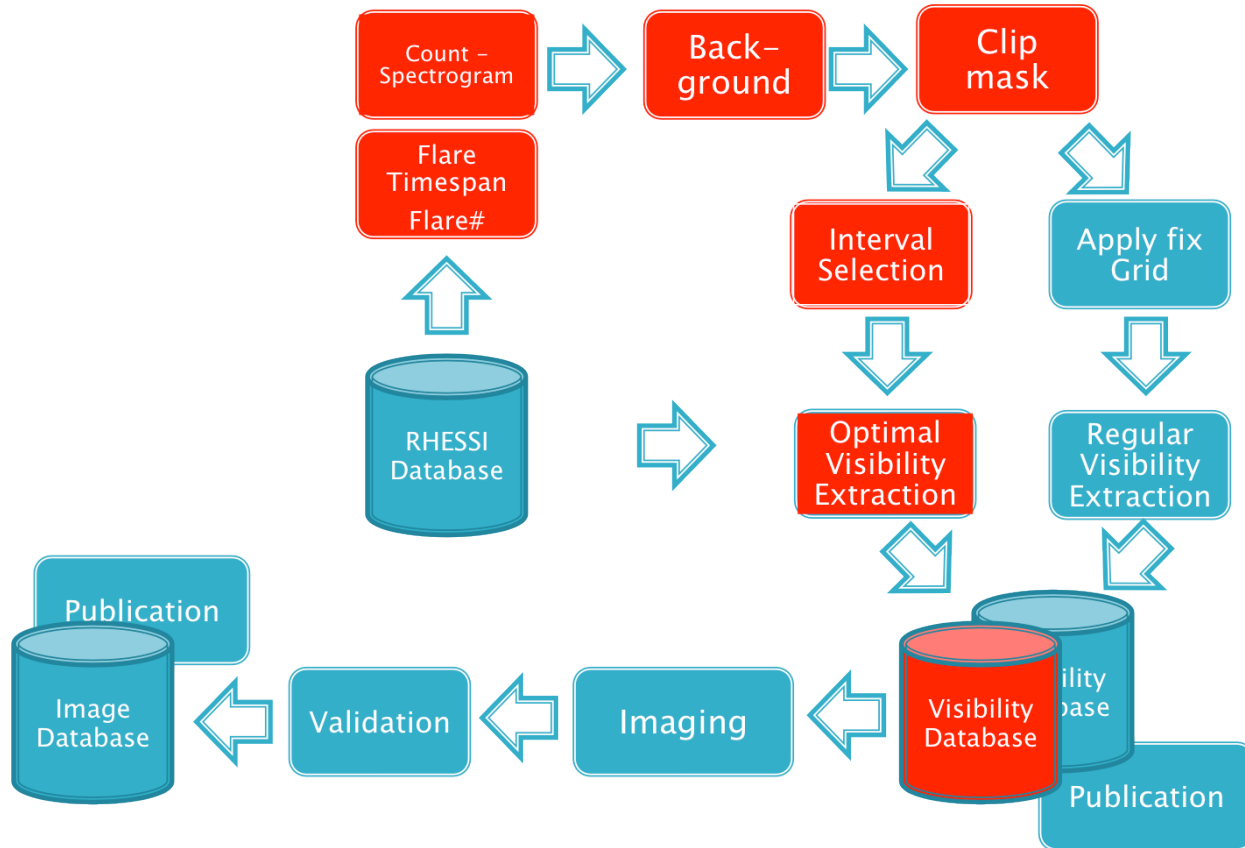 Count –
Spectrogram
Back-
ground
Clip
mask
Flare
Timespan
Flare#
Interval
Selection
Apply fix
Grid
RHESSI
Database
Optimal
Visibility
Extraction
Regular
Visibility
Extraction
Publication
Image
Database
Validation
Imaging
Visibility
Database
Publication